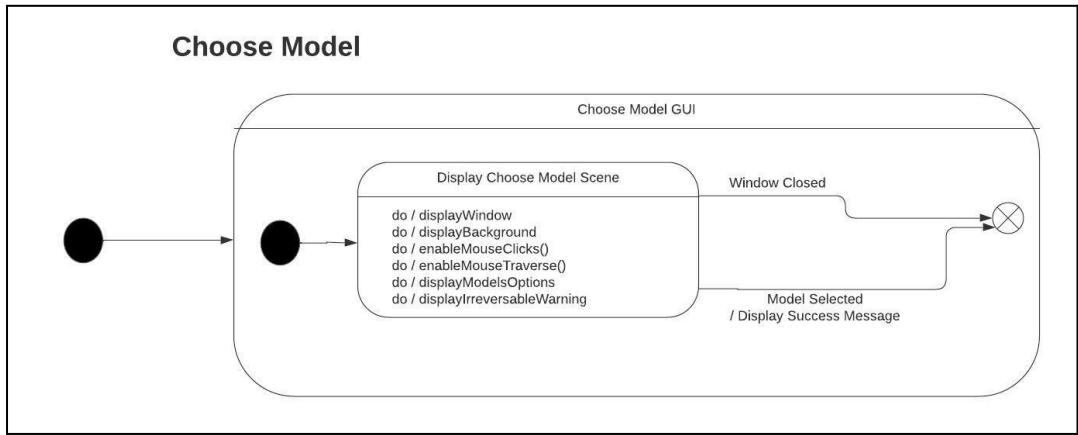 Choose Model
Choose Model GUI
Display Choose Model Scene
do / displayWindow
do / displayBackground
do / enableMouseClicks()
do / enableMouseTraverse()
do / displayModelsOptions
do / displayIrreversableWarning
Window Closed
Model Selected
/ Display Success Message